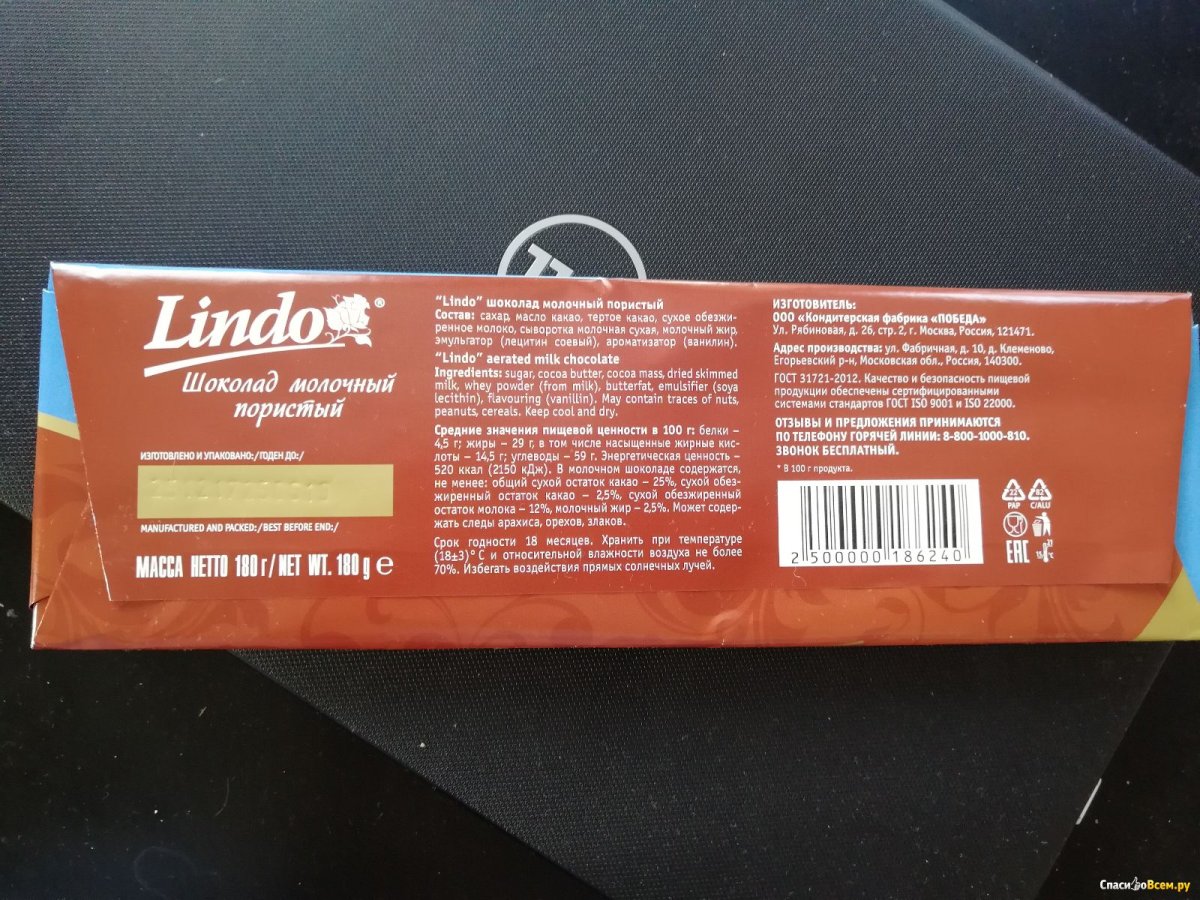 Lindo®
Шоколад молочный
пористый
ИЗГОТОВЛЕНО И УПАКОВАНО:/ГОДЕН ДО:/
MANUFACTURED AND PACKED:/BEST BEFORE END:/
МАССА НЕТТО 180 г/NET WT. 180 g e
"Lindo" шоколад молочный пористый
Состав: сахар, масло какао, тертое какао, сухое обезжи-
ренное молоко, сыворотка молочная сухая, молочный жир,
эмульгатор (лецитин соевый), ароматизатор (ванилин).
"Lindo" aerated milk chocolate
Ingredients: sugar, cocoa butter, cocoa mass, dried skimmed
milk, whey powder (from milk), butterfat, emulsifier (soya
lecithin), flavouring (vanillin). May contain traces of nuts,
peanuts, cereals. Keep cool and dry.
Средние значения пищевой ценности в 100 г: белки –
4,5 г; жиры – 29 г, в том числе насыщенные жирные кис-
лоты – 14,5 г; углеводы – 59 г. Энергетическая ценность –
520 ккал (2150 кДж). В молочном шоколаде содержатся,
не менее: общий сухой остаток какао – 25%, сухой обез-
жиренный остаток какао – 2,5%, сухой обезжиренный
остаток молока – 12%, молочный жир – 2,5%. Может содер-
жать следы арахиса, орехов, злаков.
Срок годности 18 месяцев. Хранить при температуре
(18±3)°С и относительной влажности воздуха не более
70%. Избегать воздействия прямых солнечных лучей.
ИЗГОТОВИТЕЛЬ:
ООО «Кондитерская фабрика «ПОБЕДА»
Ул. Рябиновая, д. 26, стр. 2, г. Москва, Россия, 121471.
Адрес производства: ул. Фабричная, д. 10, д. Клеменово,
Егорьевский р-н, Московская обл., Россия, 140300.
ГОСТ 31721-2012. Качество и безопасность пищевой
продукции обеспечены сертифицированными
системами стандартов ГОСТ ISO 9001 и ISO 22000.
ОТЗЫВЫ И ПРЕДЛОЖЕНИЯ ПРИНИМАЮТСЯ
ПО ТЕЛЕФОНУ ГОРЯЧЕЙ ЛИНИИ: 8-800-1000-810.
ЗВОНОК БЕСПЛАТНЫЙ.
* В 100 г продукта.
2 500000 186240
22 82
PAP C/ALU
EAC
СпасибоВсем.ру